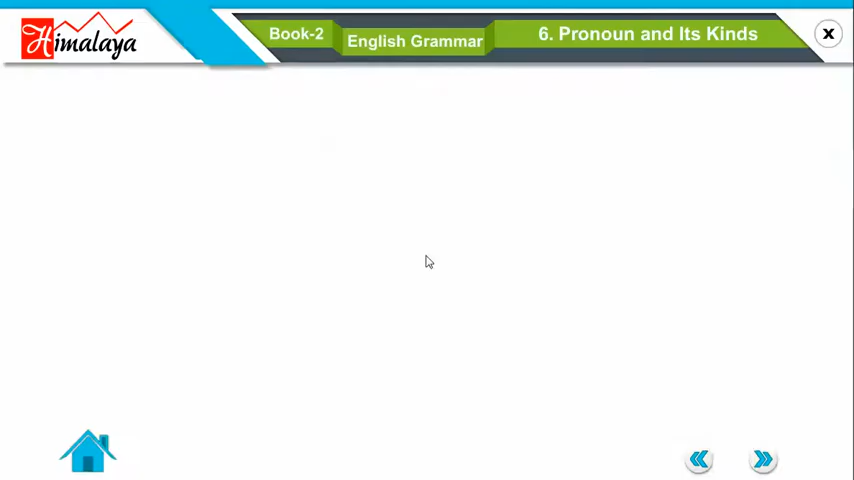 Himalaya
Book-2
English Grammar
6. Pronoun and Its Kinds
x